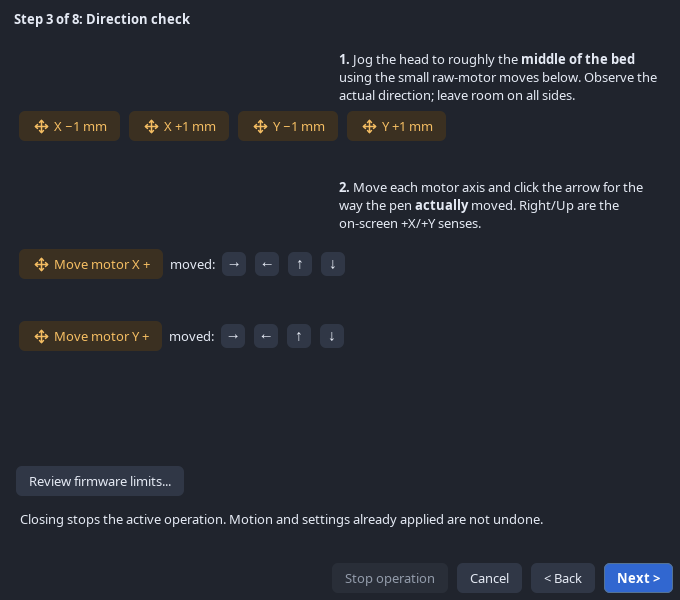 Step 3 of 8: Direction check
1. Jog the head to roughly the middle of the bed
using the small raw-motor moves below. Observe the
actual direction; leave room on all sides.
X −1 mm X +1 mm Y −1 mm Y +1 mm
2. Move each motor axis and click the arrow for the
way the pen actually moved. Right/Up are the
on-screen +X/+Y senses.
Move motor X + moved: → ← ↑ ↓
Move motor Y + moved: → ← ↑ ↓
Review firmware limits...
Closing stops the active operation. Motion and settings already applied are not undone.
Stop operation Cancel < Back Next >